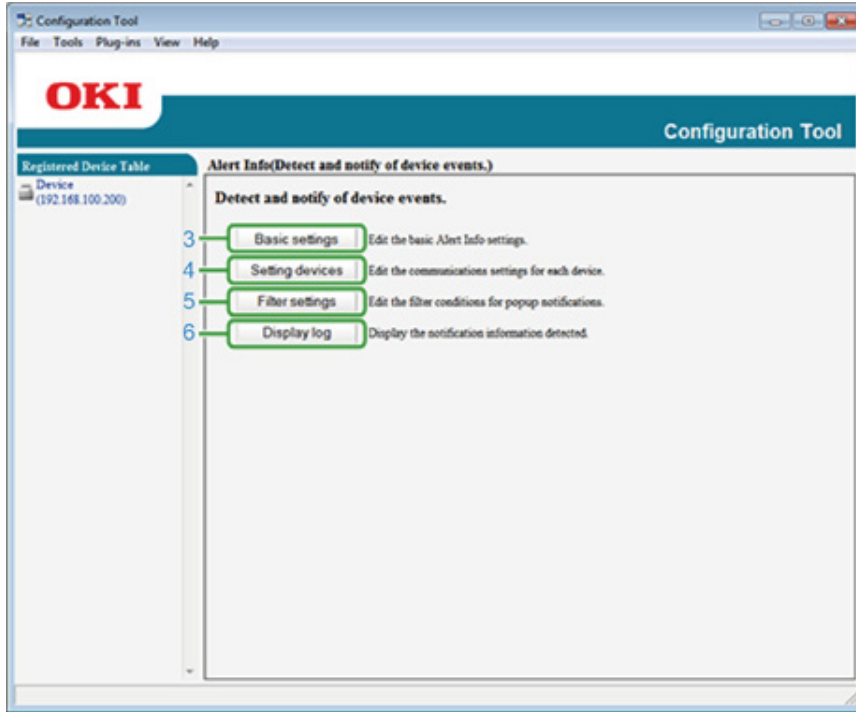 Configuration Tool
File Tools Plug-ins View Help
OKI
Configuration Tool
Registered Device Table
Device
(192.168.100.200)
Alert Info(Detect and notify of device events.)
Detect and notify of device events.
3 Basic settings Edit the basic Alert Info settings.
4 Setting devices Edit the communications settings for each device.
5 Filter settings Edit the filter conditions for popup notifications.
6 Display log Display the notification information detected.